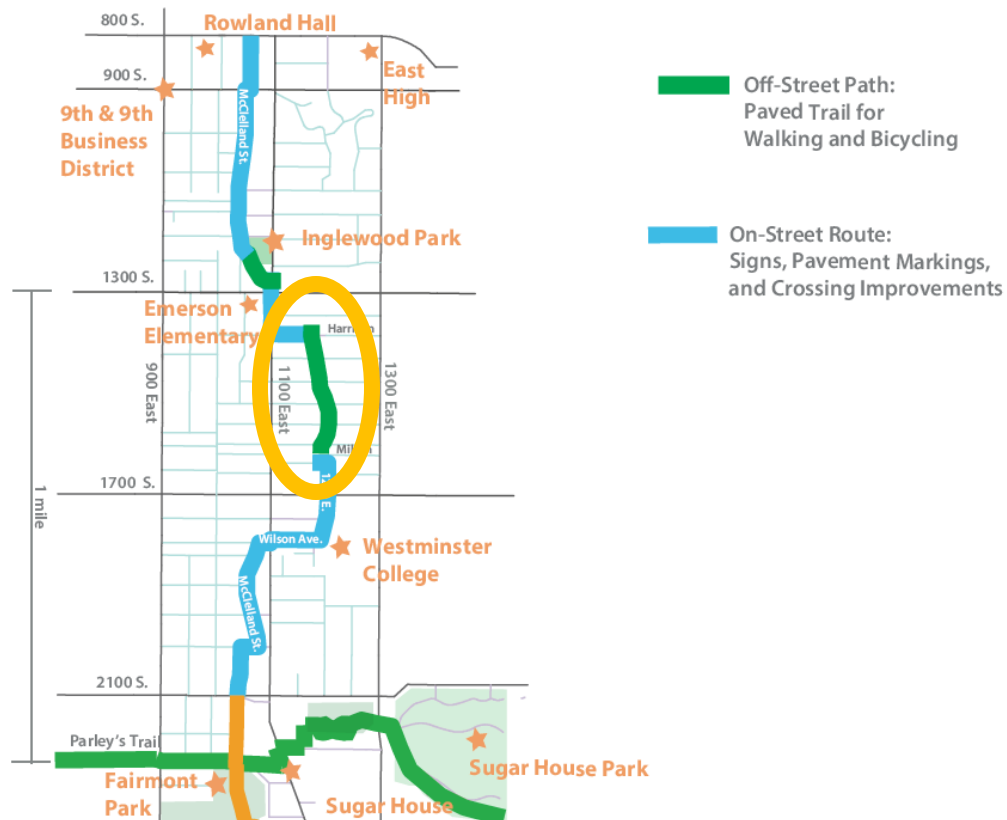 800 S.
Rowland Hall
900 S.
East
High
9th & 9th
Business
District
McClelland St.
Inglewood Park
1300 S.
Emerson
Elementary
900 East
1100 East
1300 East
1 mile
1700 S.
Wilson Ave.
Westminster
College
McClelland St.
2100 S.
Parley's Trail
Fairmont
Park
Sugar House
Sugar House Park
Off-Street Path:
Paved Trail for
Walking and Bicycling
On-Street Route:
Signs, Pavement Markings,
and Crossing Improvements